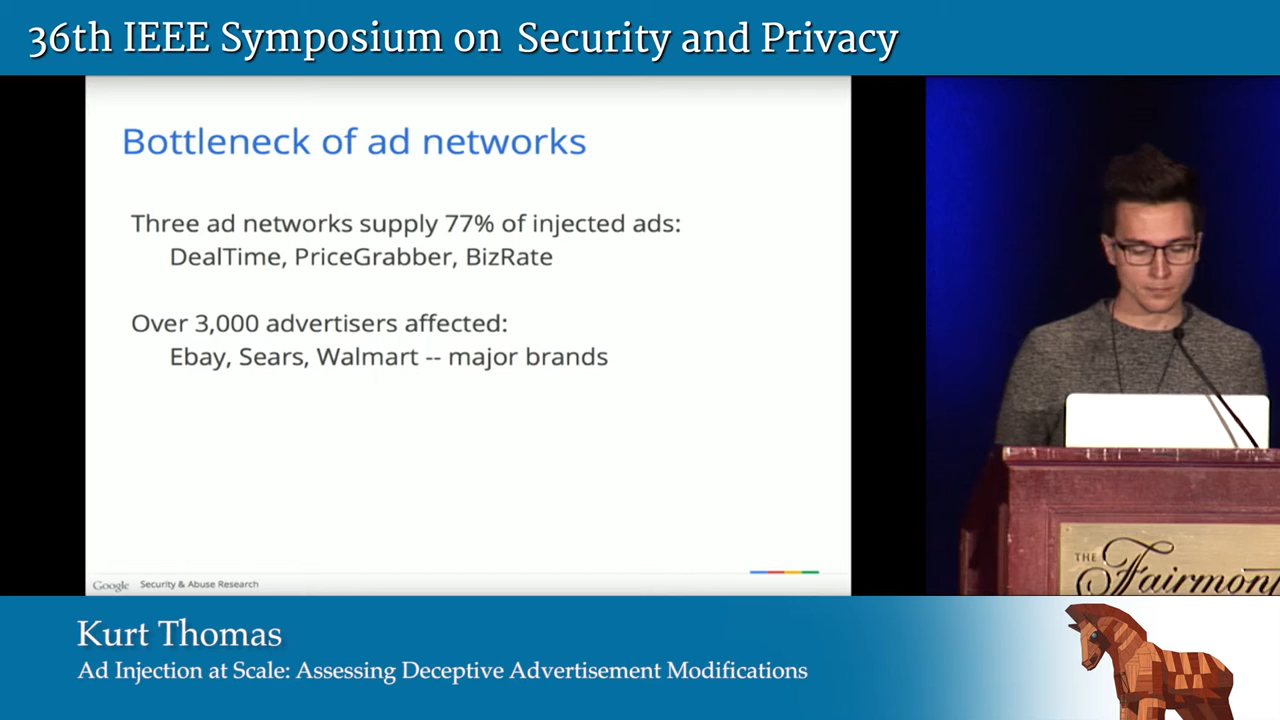 36th IEEE Symposium on Security and Privacy
Bottleneck of ad networks
Three ad networks supply 77% of injected ads:
DealTime, PriceGrabber, BizRate
Over 3,000 advertisers affected:
Ebay, Sears, Walmart -- major brands
Google Security & Abuse Research
THE
Fairmont
Kurt Thomas
Ad Injection at Scale: Assessing Deceptive Advertisement Modifications